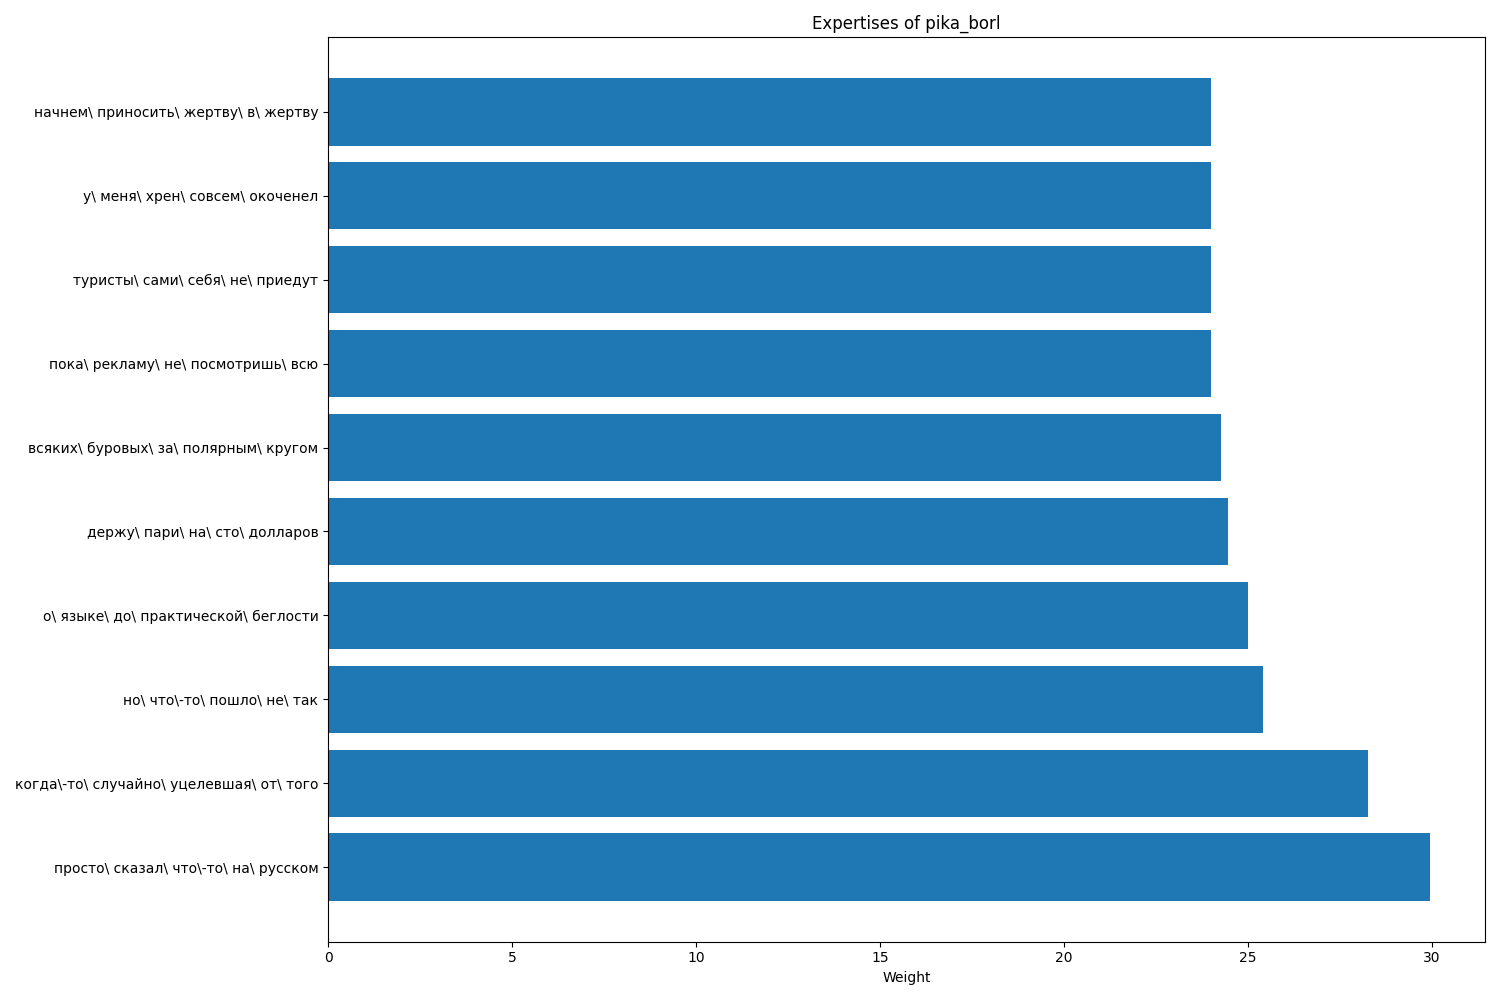 Expertises of pika_borl
начнем\ приносить\ жертву\ в\ жертву
у\ меня\ хрен\ совсем\ окоченел
туристы\ сами\ себя\ не\ приедут
пока\ рекламу\ не\ посмотришь\ всю
всяких\ буровых\ за\ полярным\ кругом
держу\ пари\ на\ сто\ долларов
о\ языке\ до\ практической\ беглости
но\ что\-то\ пошло\ не\ так
когда\-то\ случайно\ уцелевшая\ от\ того
просто\ сказал\ что\-то\ на\ русском
0 5 10 15 20 25 30
Weight